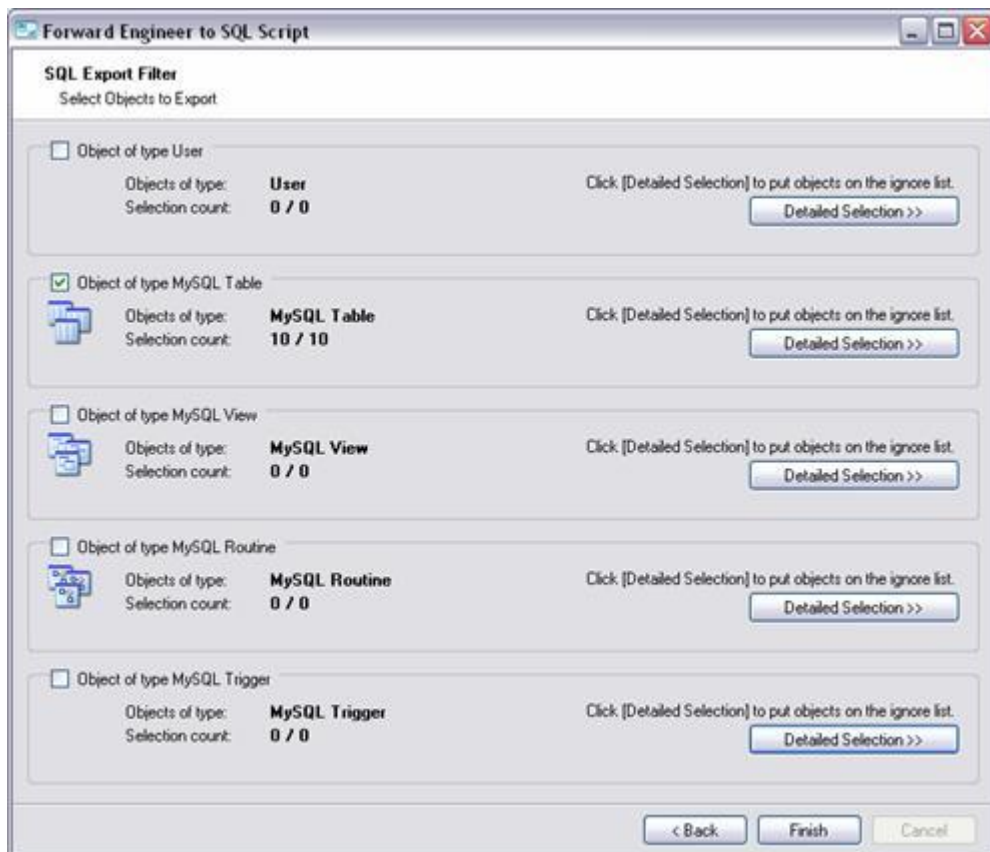 Forward Engineer to SQL Script
SQL Export Filter
Select Objects to Export
Object of type User
Objects of type: User Click [Detailed Selection] to put objects on the ignore list.
Selection count: 0 / 0 Detailed Selection >>
Object of type MySQL Table
Objects of type: MySQL Table Click [Detailed Selection] to put objects on the ignore list.
Selection count: 10 / 10 Detailed Selection >>
Object of type MySQL View
Objects of type: MySQL View Click [Detailed Selection] to put objects on the ignore list.
Selection count: 0 / 0 Detailed Selection >>
Object of type MySQL Routine
Objects of type: MySQL Routine Click [Detailed Selection] to put objects on the ignore list.
Selection count: 0 / 0 Detailed Selection >>
Object of type MySQL Trigger
Objects of type: MySQL Trigger Click [Detailed Selection] to put objects on the ignore list.
Selection count: 0 / 0 Detailed Selection >>
< Back Finish Cancel